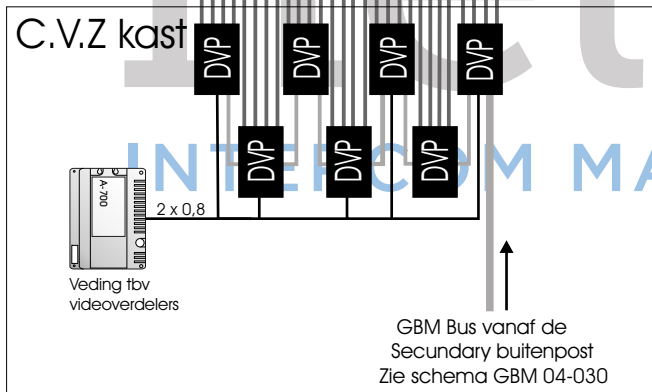 C.V.Z kast
DVP
DVP
DVP
DVP
DVP
DVP
DVP
INTERCOM MA
A-700
2 x 0,8
Veding tbv
videoverdelers
GBM Bus vanaf de
Secundary buitenpost
Zie schema GBM 04-030